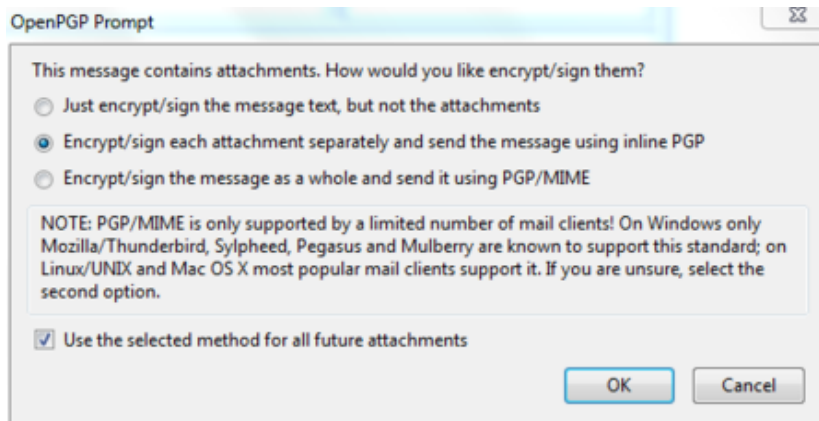 OpenPGP Prompt
This message contains attachments. How would you like encrypt/sign them?
Just encrypt/sign the message text, but not the attachments
Encrypt/sign each attachment separately and send the message using inline PGP
Encrypt/sign the message as a whole and send it using PGP/MIME
NOTE: PGP/MIME is only supported by a limited number of mail clients! On Windows only
Mozilla/Thunderbird, Sylpheed, Pegasus and Mulberry are known to support this standard; on
Linux/UNIX and Mac OS X most popular mail clients support it. If you are unsure, select the
second option.
Use the selected method for all future attachments
OK Cancel